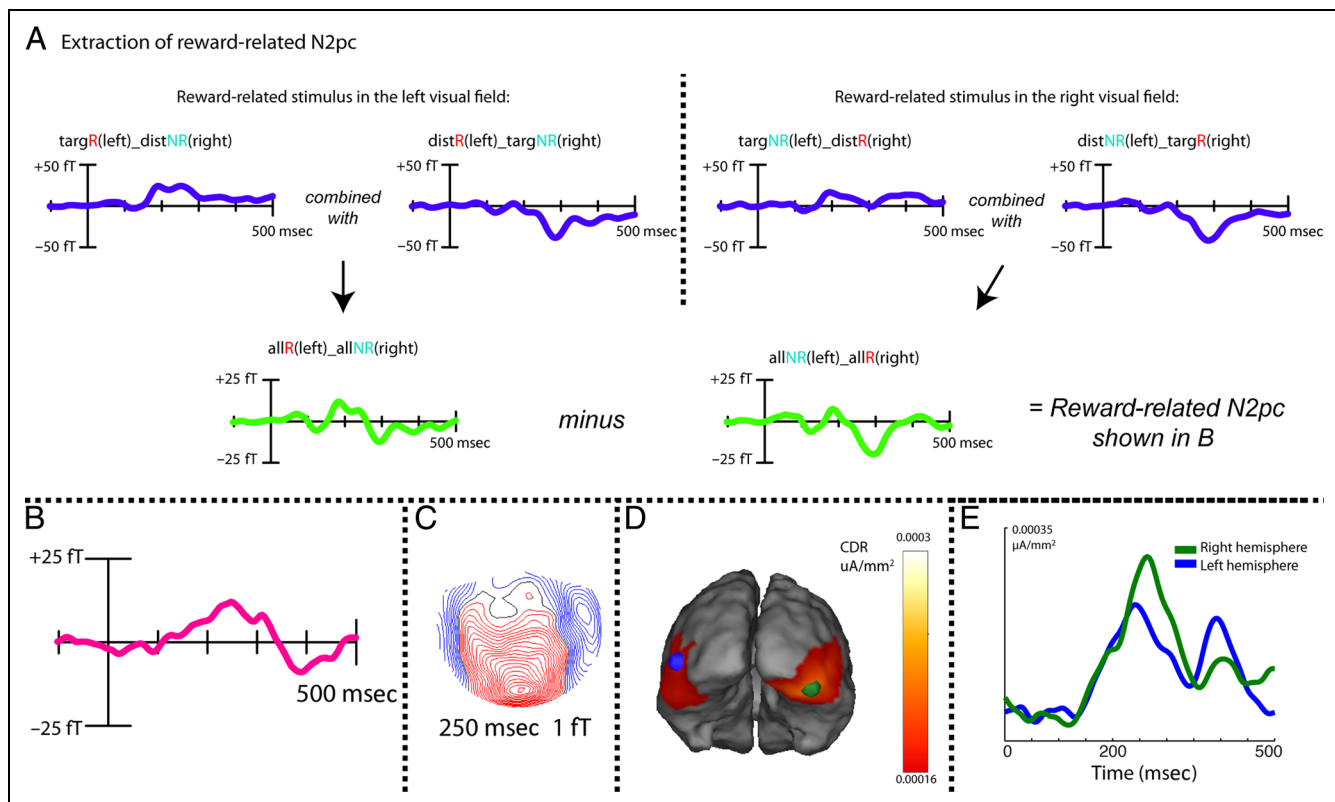 A Extraction of reward-related N2pc
Reward-related stimulus in the left visual field:
Reward-related stimulus in the right visual field:
targR(left)_distNR(right)
distR(left)_targNR(right)
targNR(left)_distR(right)
distNR(left)_targR(right)
+50 fT
−50 fT
500 msec
combined
with
+50 fT
−50 fT
500 msec
+50 fT
−50 fT
500 msec
combined
with
+50 fT
−50 fT
500 msec
allR(left)_allNR(right)
+25 fT
−25 fT
500 msec
minus
allNR(left)_allR(right)
+25 fT
−25 fT
500 msec
= Reward-related N2pc
shown in B
B
+25 fT
−25 fT
500 msec
C
250 msec 1 fT
D
CDR
uA/mm²
0.0003
0.00016
E
0.00035
µA/mm²
Right hemisphere
Left hemisphere
0
200
500
Time (msec)